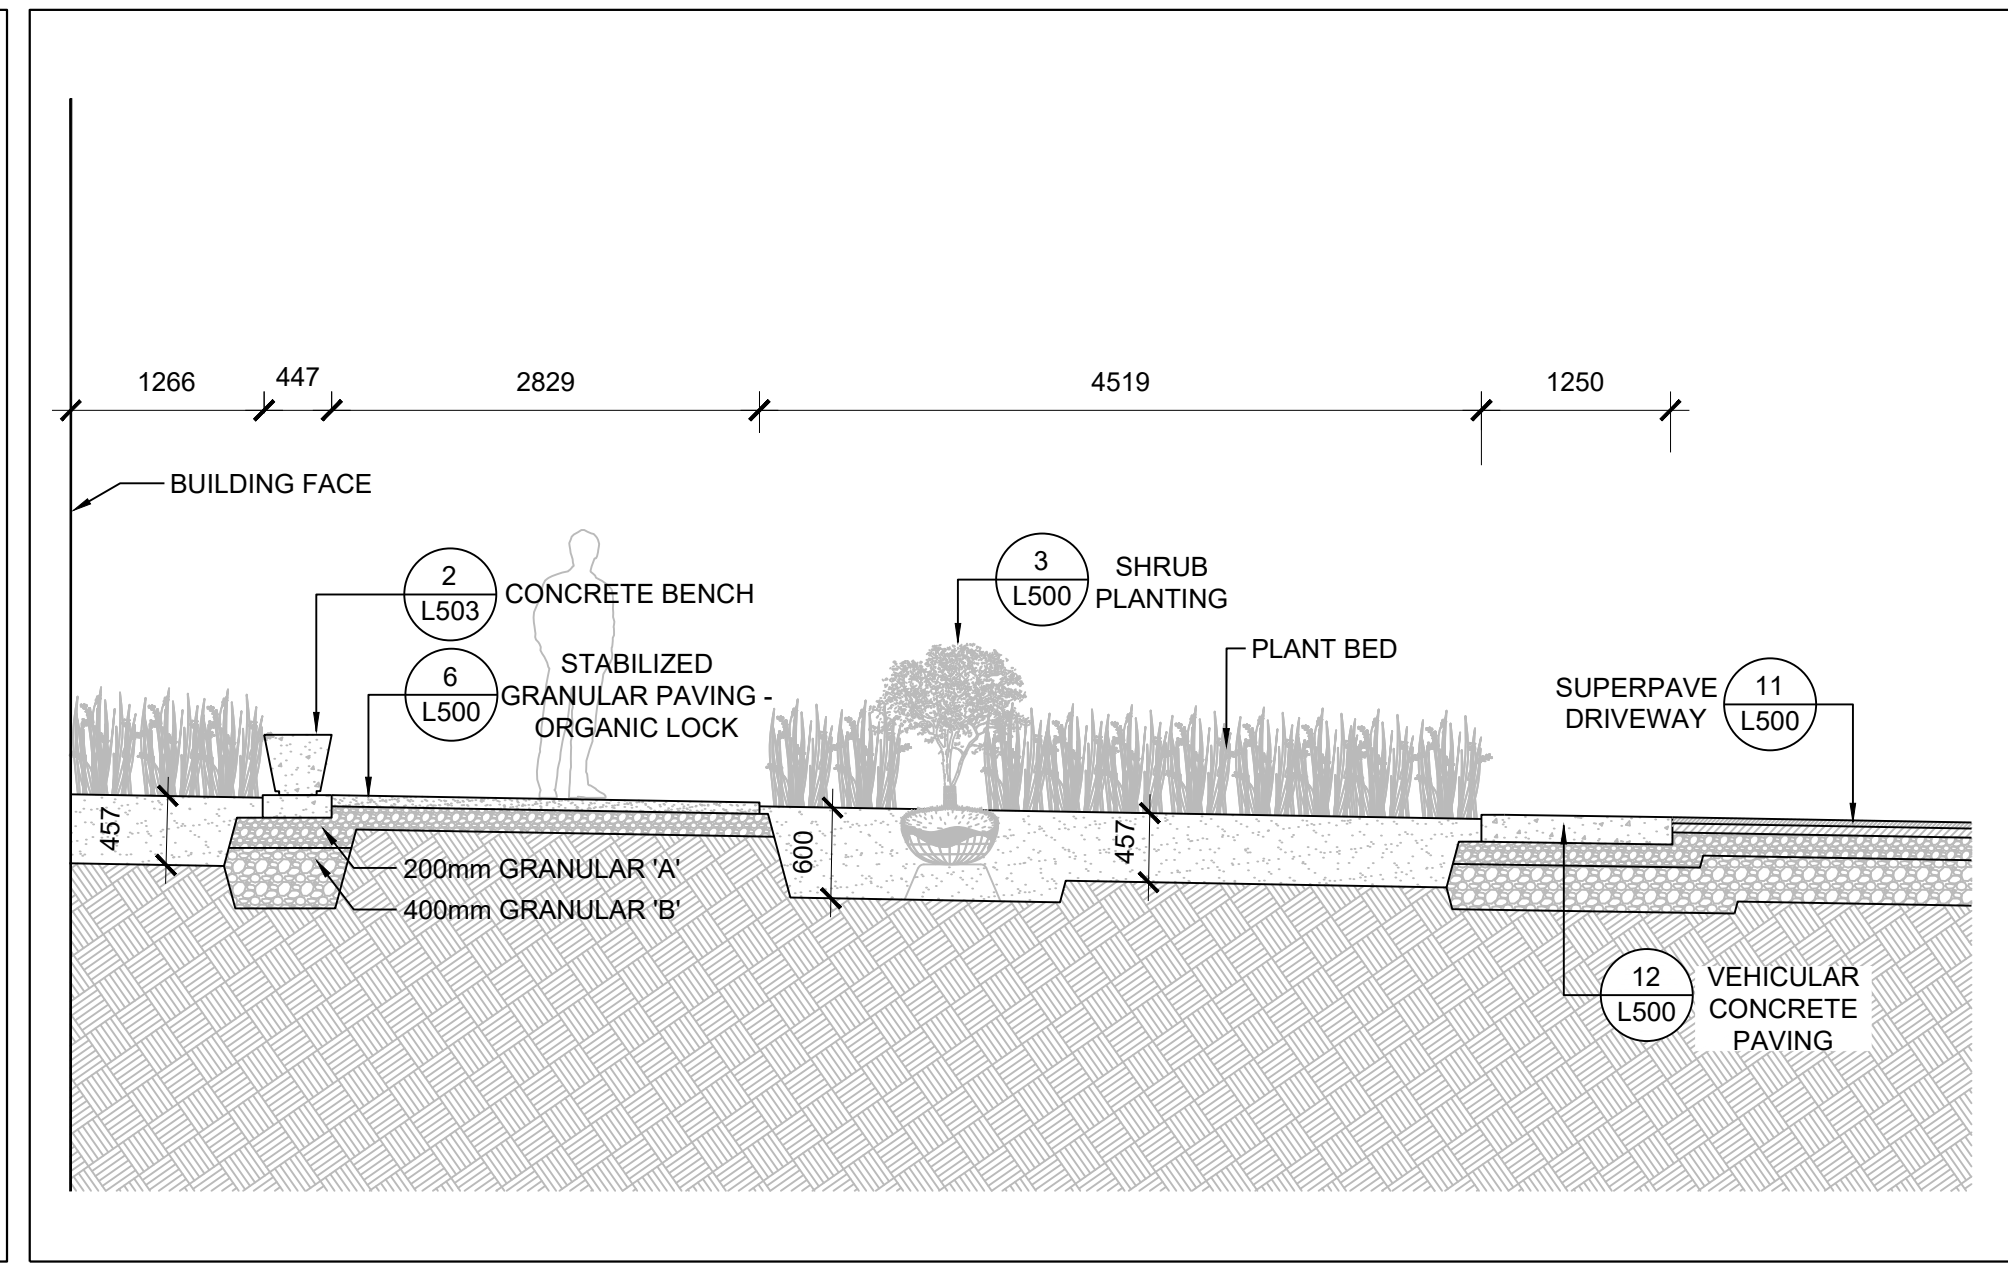 1266
447
2829
4519
1250
BUILDING FACE
2
L503
CONCRETE BENCH
3
L500
SHRUB
PLANTING
6
L500
STABILIZED
GRANULAR PAVING -
ORGANIC LOCK
PLANT BED
SUPERPAVE
DRIVEWAY
11
L500
457
600
457
200mm GRANULAR 'A'
400mm GRANULAR 'B'
12
L500
VEHICULAR
CONCRETE
PAVING